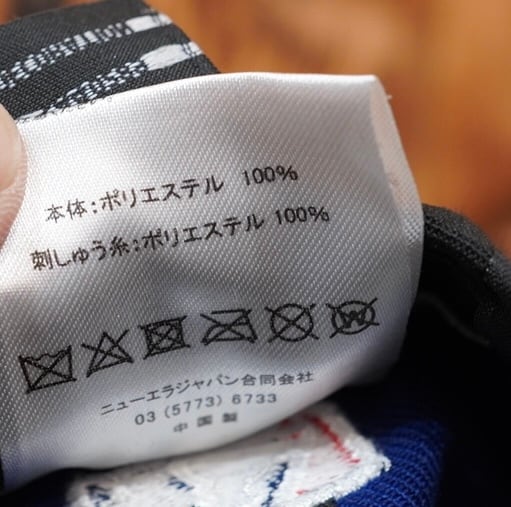 本体:ポリエステル 100%
刺しゅう糸:ポリエステル 100%
W
ニューエラジャパン合同会社
03 (5773) 6733
中国製